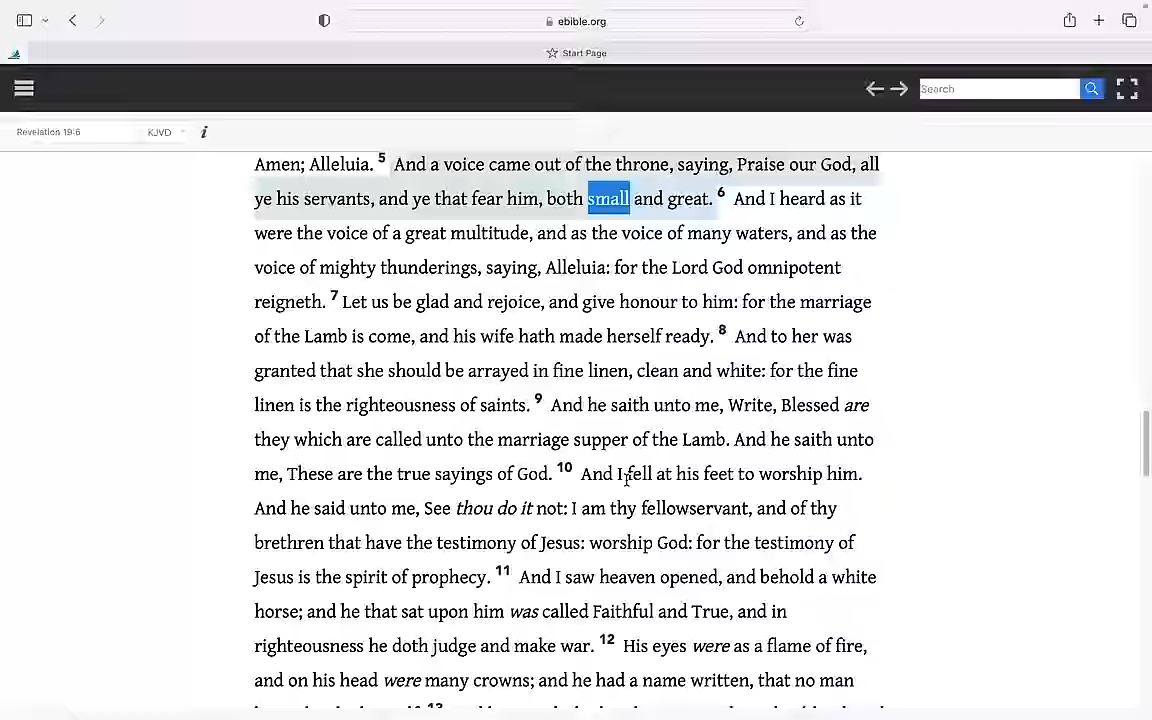 ebible.org
Start Page
Search
Revelation 19:6 KJVD i
Amen; Alleluia. 5 And a voice came out of the throne, saying, Praise our God, all
ye his servants, and ye that fear him, both small and great. 6 And I heard as it
were the voice of a great multitude, and as the voice of many waters, and as the
voice of mighty thunderings, saying, Alleluia: for the Lord God omnipotent
reigneth. 7 Let us be glad and rejoice, and give honour to him: for the marriage
of the Lamb is come, and his wife hath made herself ready. 8 And to her was
granted that she should be arrayed in fine linen, clean and white: for the fine
linen is the righteousness of saints. 9 And he saith unto me, Write, Blessed are
they which are called unto the marriage supper of the Lamb. And he saith unto
me, These are the true sayings of God. 10 And I fell at his feet to worship him.
And he said unto me, See thou do it not: I am thy fellowservant, and of thy
brethren that have the testimony of Jesus: worship God: for the testimony of
Jesus is the spirit of prophecy. 11 And I saw heaven opened, and behold a white
horse; and he that sat upon him was called Faithful and True, and in
righteousness he doth judge and make war. 12 His eyes were as a flame of fire,
and on his head were many crowns; and he had a name written, that no man
13